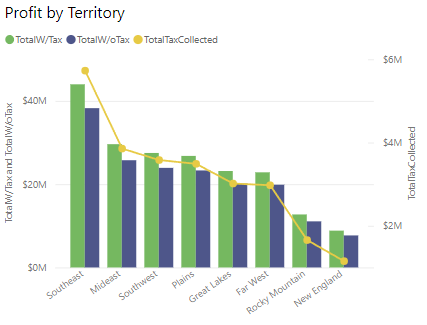 Profit by Territory
TotalW/Tax TotalW/oTax TotalTaxCollected
TotalW/Tax and TotalW/oTax
$40M
$20M
$0M
$6M
$4M
$2M
TotalTaxCollected
Southeast
Mideast
Southwest
Plains
Great Lakes
Far West
Rocky Mountain
New England